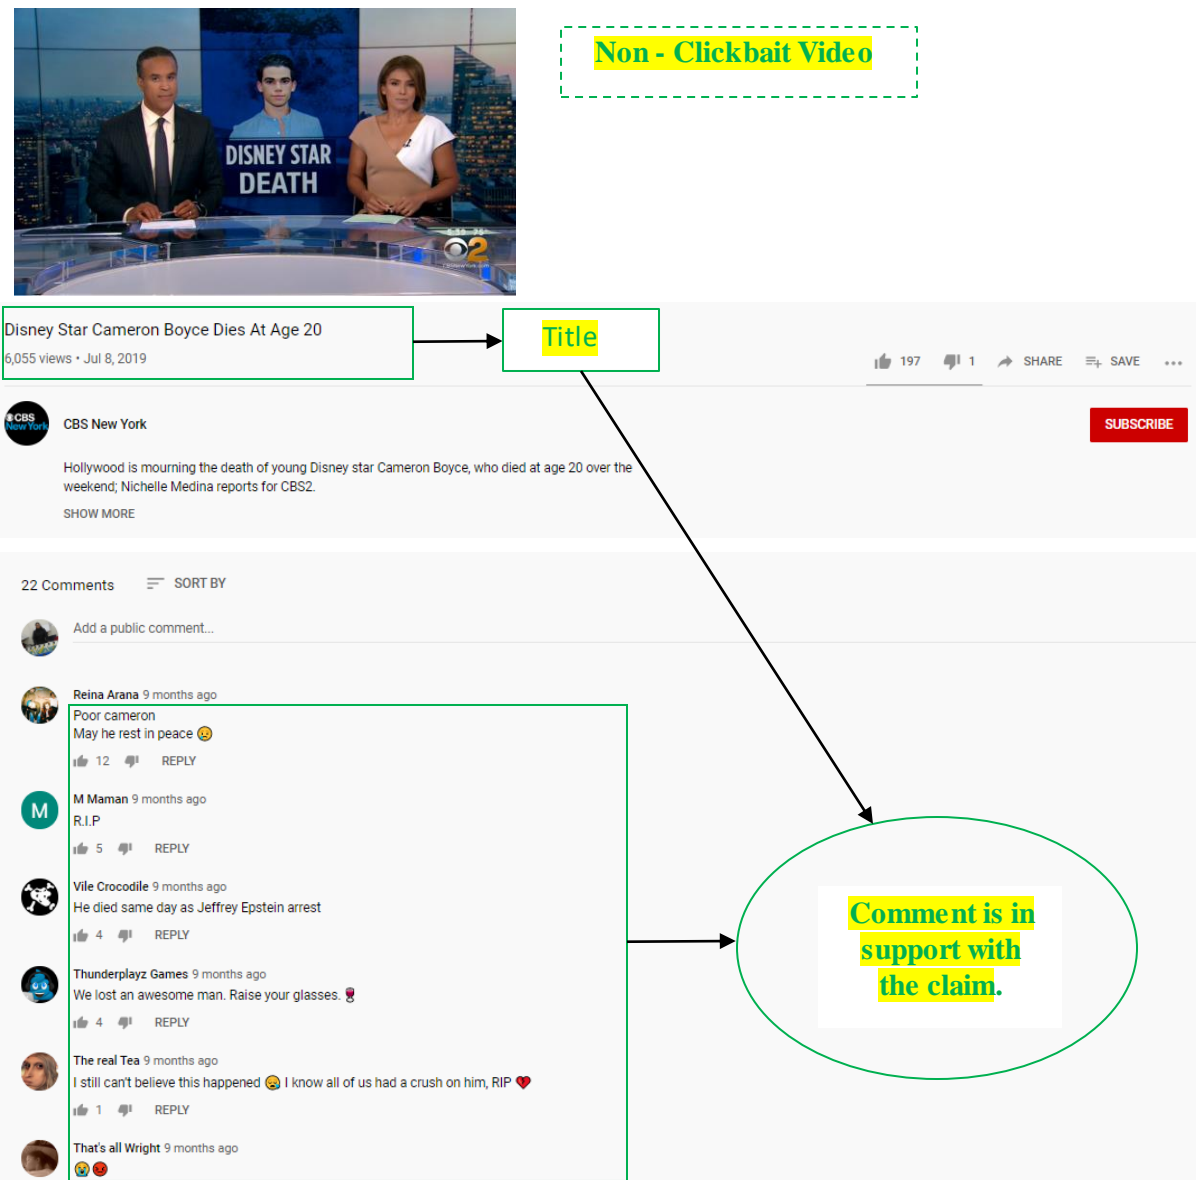 Non - Clickbait Video
DISNEY STAR
DEATH
2
Disney Star Cameron Boyce Dies At Age 20
6,055 views • Jul 8, 2019
Title
197
1
SHARE
SAVE
CBS
New York
CBS New York
SUBSCRIBE
Hollywood is mourning the death of young Disney star Cameron Boyce, who died at age 20 over the
weekend; Nichelle Medina reports for CBS2.
SHOW MORE
22 Comments
SORT BY
Add a public comment...
Reina Arana 9 months ago
Poor cameron
May he rest in peace 😢
12
REPLY
M
M Maman 9 months ago
R.I.P
5
REPLY
Vile Crocodile 9 months ago
He died same day as Jeffrey Epstein arrest
4
REPLY
Thunderplayz Games 9 months ago
We lost an awesome man. Raise your glasses. 🍷
4
REPLY
The real Tea 9 months ago
I still can't believe this happened 😪 I know all of us had a crush on him, RIP 💔
1
REPLY
That's all Wright 9 months ago
😭😡
Comment is in
support with
the claim.